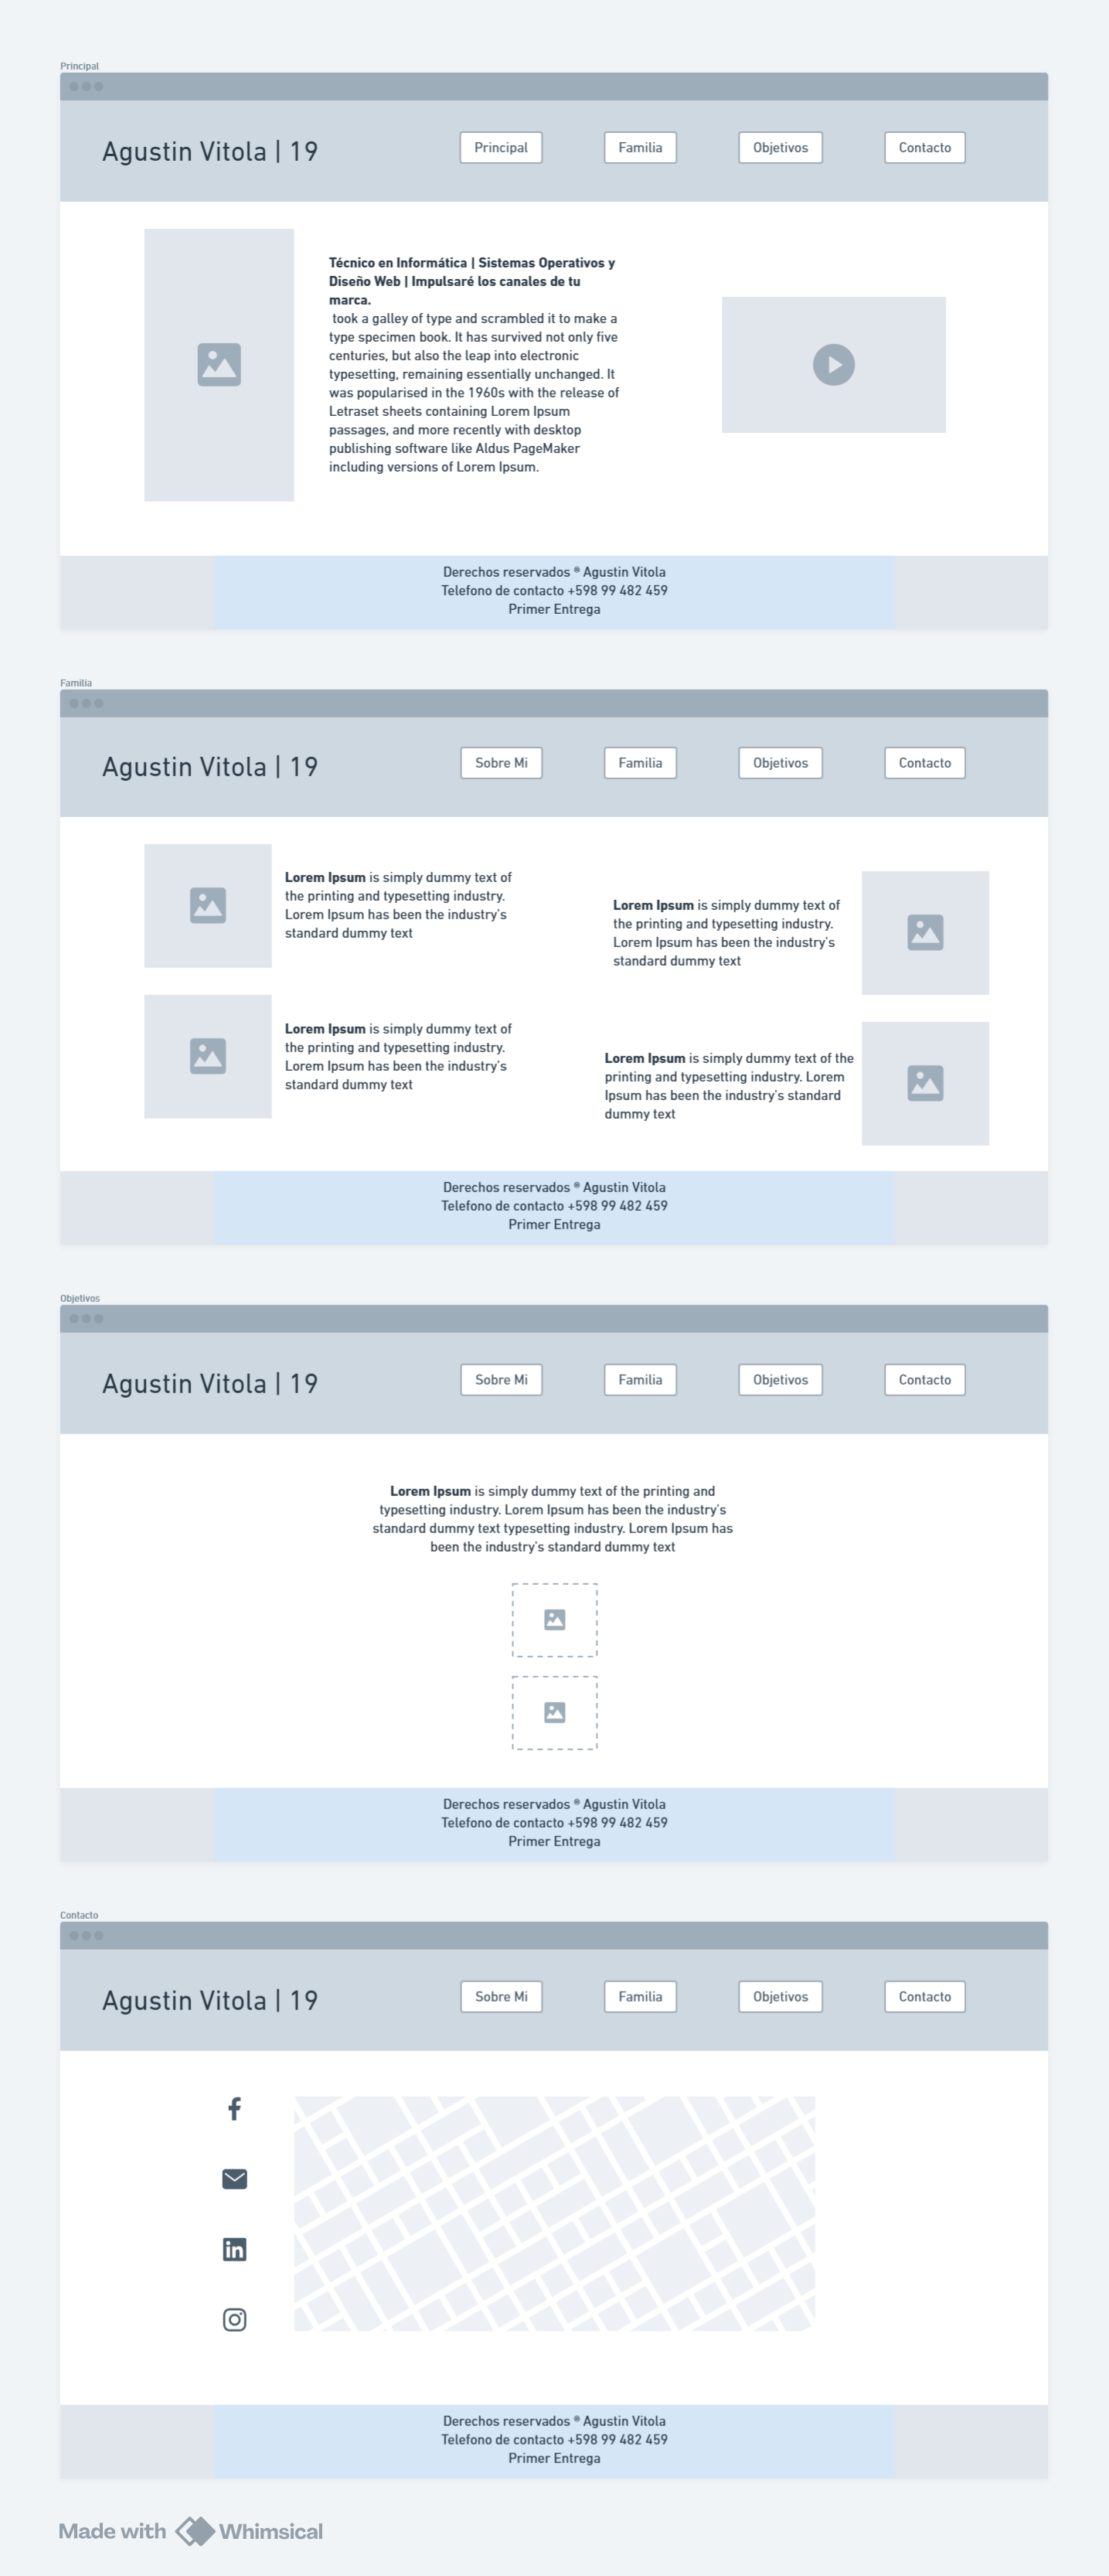 Principal
Agustin Vitola | 19
Principal
Familia
Objetivos
Contacto
Técnico en Informática | Sistemas Operativos y
Diseño Web | Impulsaré los canales de tu
marca.
took a galley of type and scrambled it to make a
type specimen book. It has survived not only five
centuries, but also the leap into electronic
typesetting, remaining essentially unchanged. It
was popularised in the 1960s with the release of
Letraset sheets containing Lorem Ipsum
passages, and more recently with desktop
publishing software like Aldus PageMaker
including versions of Lorem Ipsum.
Derechos reservados ® Agustin Vitola
Telefono de contacto +598 99 482 459
Primer Entrega
Familia
Agustin Vitola | 19
Sobre Mi
Familia
Objetivos
Contacto
Lorem Ipsum is simply dummy text of
the printing and typesetting industry.
Lorem Ipsum has been the industry's
standard dummy text
Lorem Ipsum is simply dummy text of
the printing and typesetting industry.
Lorem Ipsum has been the industry's
standard dummy text
Lorem Ipsum is simply dummy text of
the printing and typesetting industry.
Lorem Ipsum has been the industry's
standard dummy text
Lorem Ipsum is simply dummy text of the
printing and typesetting industry. Lorem
Ipsum has been the industry's standard
dummy text
Derechos reservados ® Agustin Vitola
Telefono de contacto +598 99 482 459
Primer Entrega
Objetivos
Agustin Vitola | 19
Sobre Mi
Familia
Objetivos
Contacto
Lorem Ipsum is simply dummy text of the printing and
typesetting industry. Lorem Ipsum has been the industry's
standard dummy text typesetting industry. Lorem Ipsum has
been the industry's standard dummy text
Derechos reservados ® Agustin Vitola
Telefono de contacto +598 99 482 459
Primer Entrega
Contacto
Agustin Vitola | 19
Sobre Mi
Familia
Objetivos
Contacto
Derechos reservados ® Agustin Vitola
Telefono de contacto +598 99 482 459
Primer Entrega
Made with Whimsical